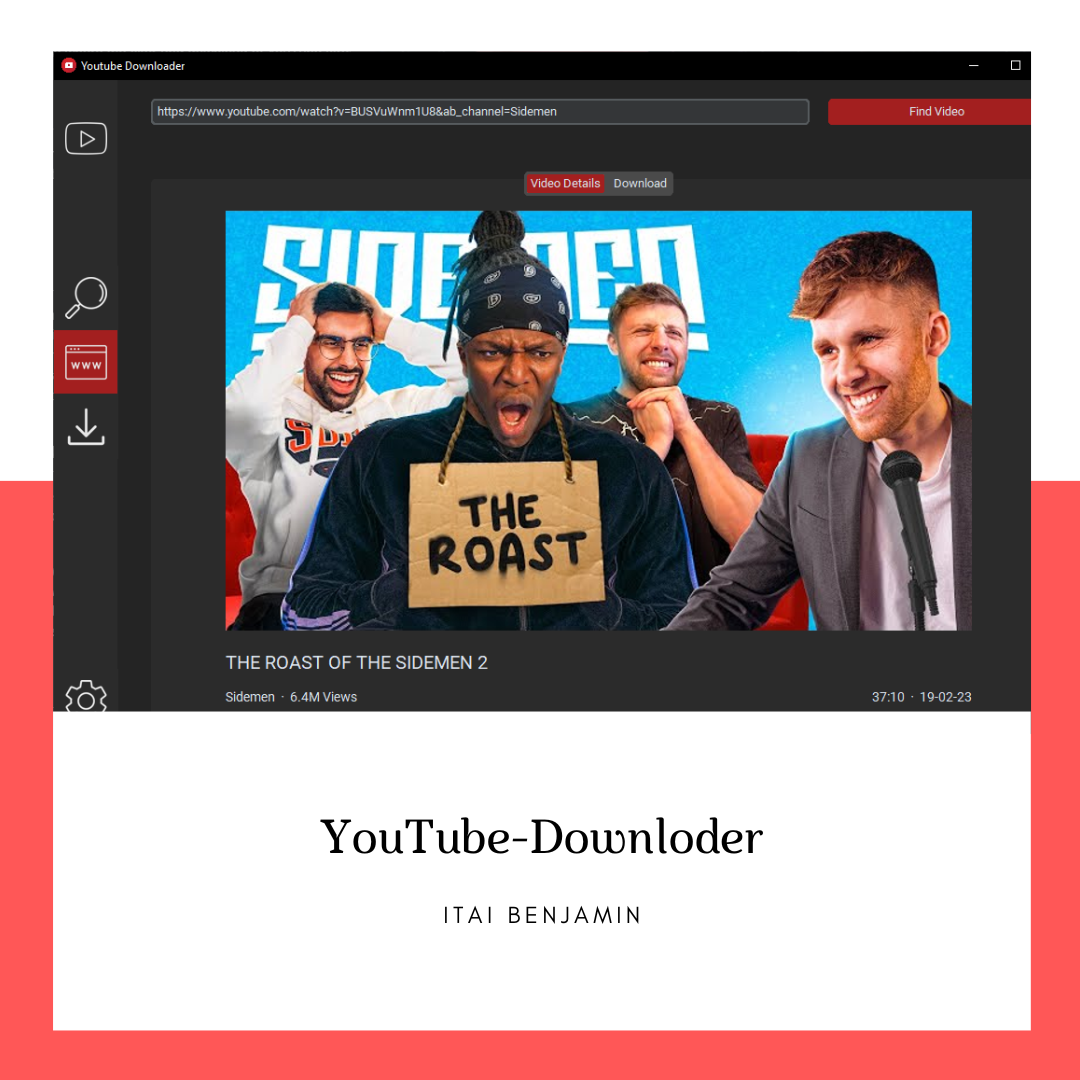 Youtube Downloader
https://www.youtube.com/watch?v=BUSVuWnm1U8&ab_channel=Sidemen
Find Video
Video Details
Download
SIDEMEN
THE
ROAST
www
THE ROAST OF THE SIDEMEN 2
Sidemen · 6.4M Views
37:10 · 19-02-23
YouTube-Downloder
ITAI BENJAMIN